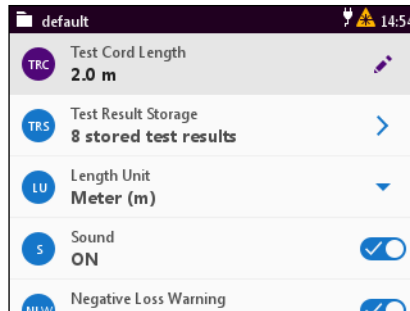 default
14:54
TRC
Test Cord Length
2.0 m
TRS
Test Result Storage
8 stored test results
LU
Length Unit
Meter (m)
S
Sound
ON
NLW
Negative Loss Warning